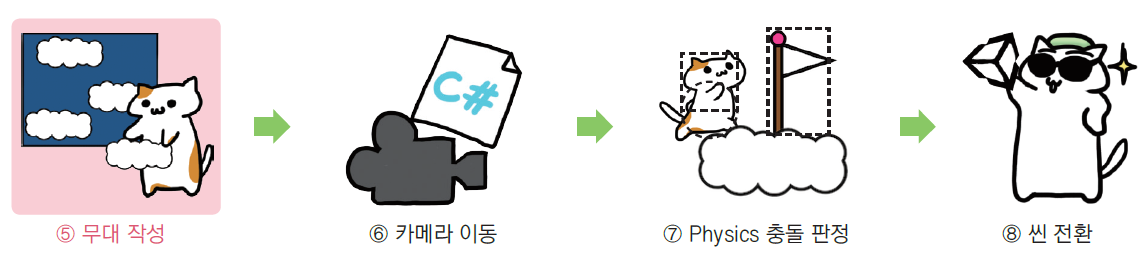 C#
⑤ 무대 작성
⑥ 카메라 이동
⑦ Physics 충돌 판정
⑧ 씬 전환